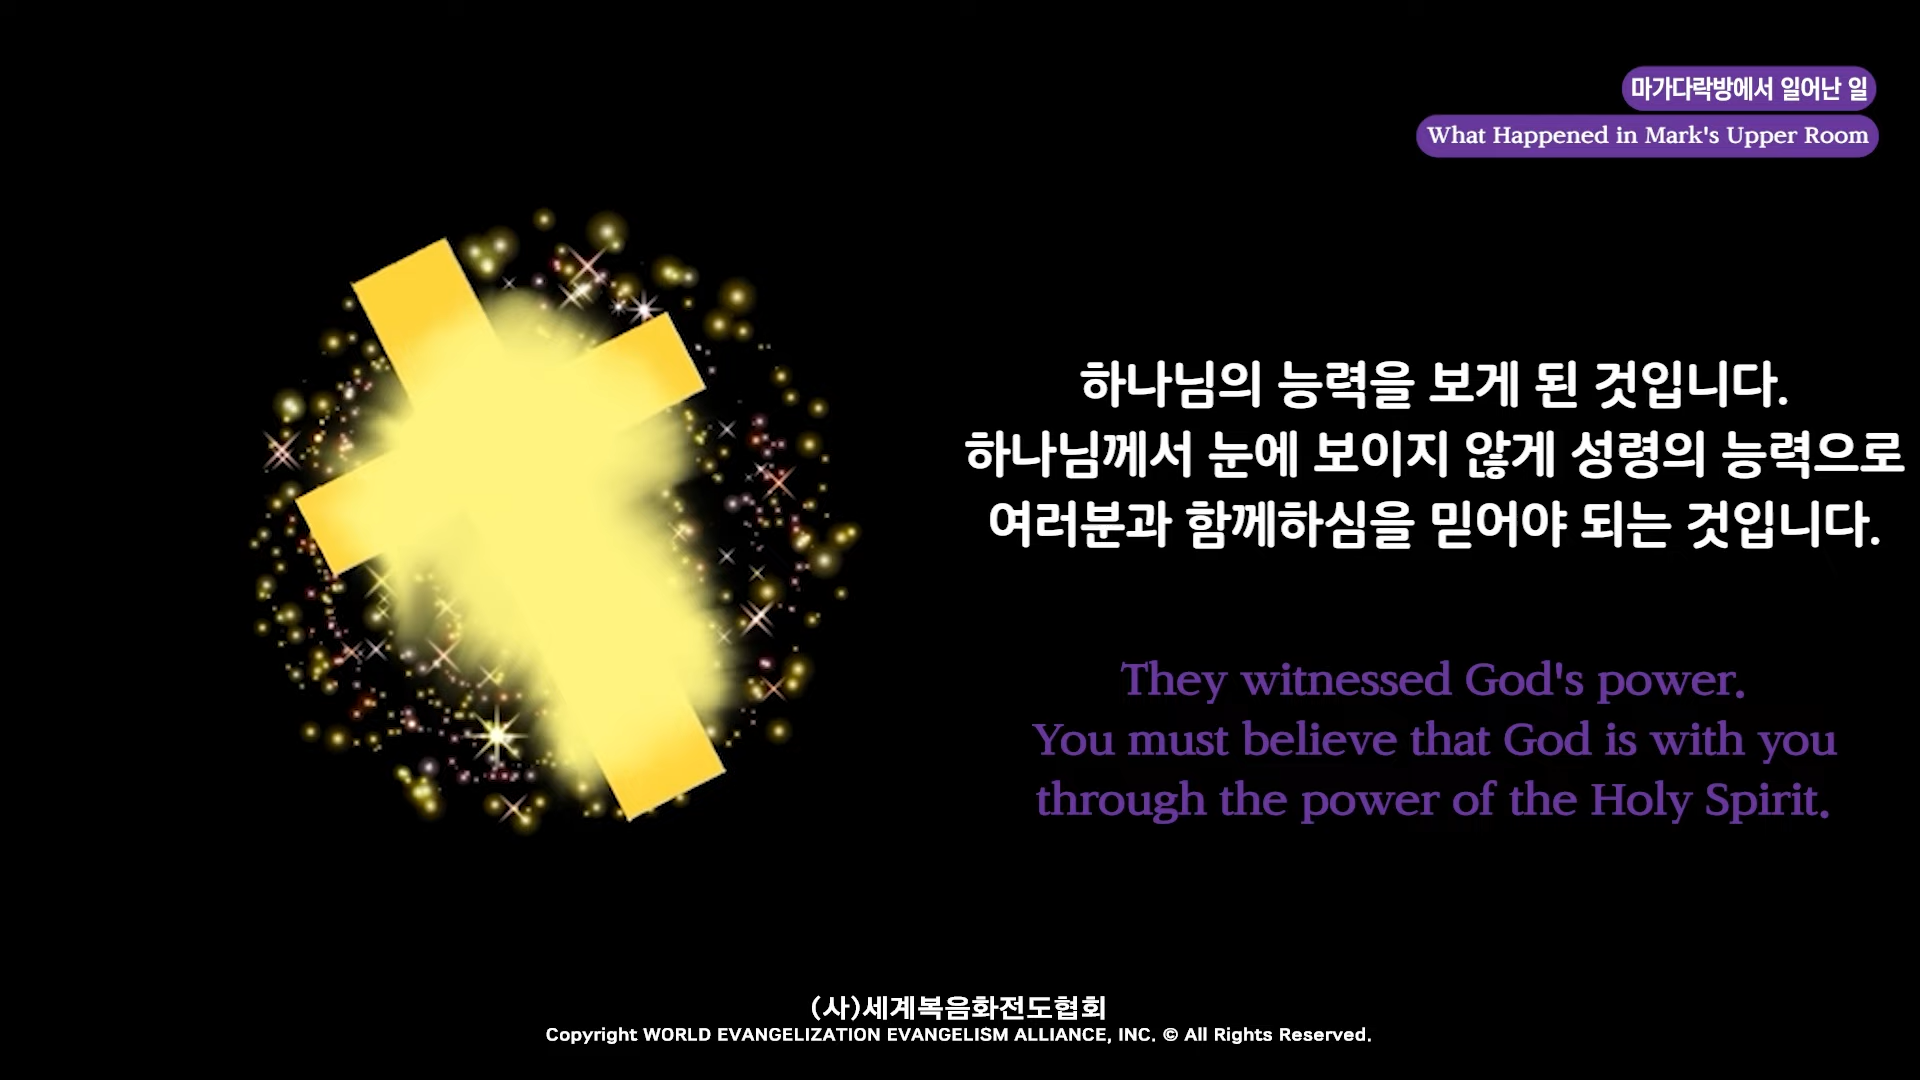 마가다락방에서 일어난 일
What Happened in Mark's Upper Room
하나님의 능력을 보게 된 것입니다.
하나님께서 눈에 보이지 않게 성령의 능력으로
여러분과 함께하심을 믿어야 되는 것입니다.
They witnessed God's power.
You must believe that God is with you
through the power of the Holy Spirit.
(사)세계복음화전도협회
Copyright WORLD EVANGELIZATION EVANGELISM ALLIANCE, INC. © All Rights Reserved.